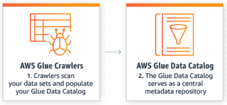 AWS Glue Crawlers
1. Crawlers scan
your data sets and populate
your Glue Data Catalog
AWS Glue Data Catalog
2. The Glue Data Catalog
serves as a central
metadata repository